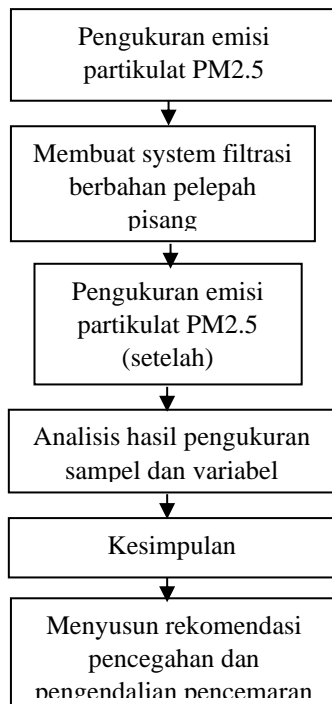 Pengukuran emisi
partikulat PM2.5
Membuat system filtrasi
berbahan pelepah
pisang
Pengukuran emisi
partikulat PM2.5
(setelah)
Analisis hasil pengukuran
sampel dan variabel
Kesimpulan
Menyusun rekomendasi
pencegahan dan
pengendalian pencemaran